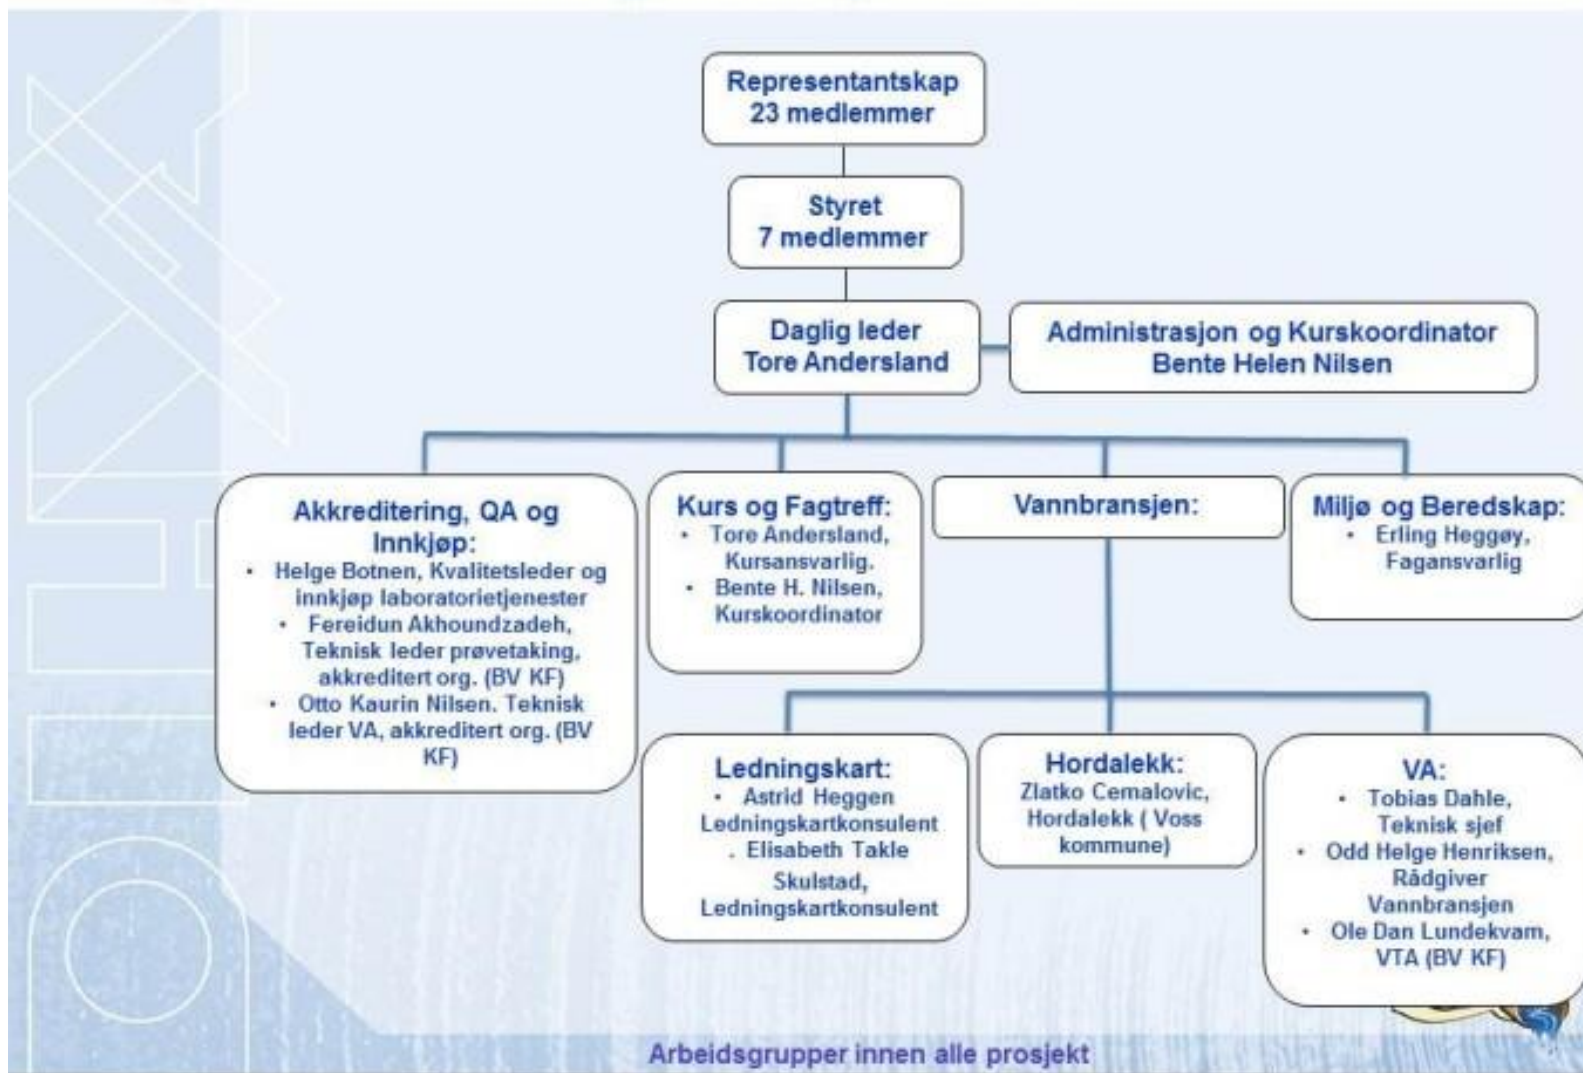 Representantskap
23 medlemmer
Styret
7 medlemmer
Daglig leder
Tore Andersland
Administrasjon og Kurskoordinator
Bente Helen Nilsen
Akkreditering, QA og
Innkjøp:
• Helge Botnen, Kvalitetsleder og
innkjøp laboratorietjenester
• Fereidun Akhoundzadeh,
Teknisk leder prøvetaking,
akkreditert org. (BV KF)
• Otto Kaurin Nilsen. Teknisk
leder VA, akkreditert org. (BV
KF)
Kurs og Fagtreff:
• Tore Andersland,
Kursansvarlig.
• Bente H. Nilsen,
Kurskoordinator
Vannbransjen:
Miljø og Beredskap:
• Erling Heggøy,
Fagansvarlig
Ledningskart:
• Astrid Heggen
Ledningskartkonsulent
. Elisabeth Takle
Skulstad,
Ledningskartkonsulent
Hordalekk:
Zlatko Cemalovic,
Hordalekk ( Voss
kommune)
VA:
• Tobias Dahle,
Teknisk sjef
• Odd Helge Henriksen,
Rådgiver
Vannbransjen
• Ole Dan Lundekvam,
VTA (BV KF)
Arbeidsgrupper innen alle prosjekt